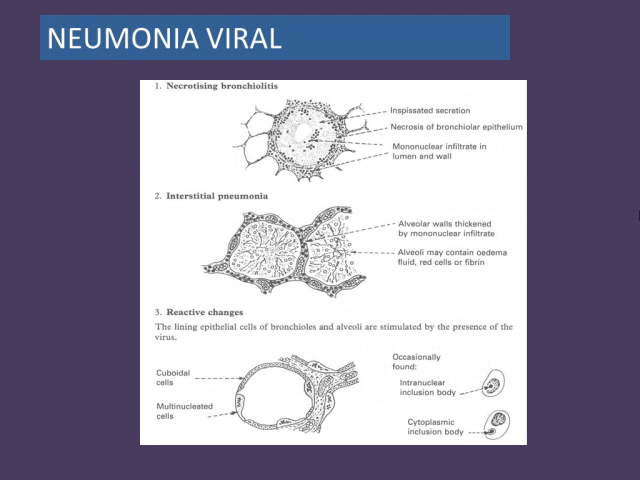 NEUMONIA VIRAL
1. Necrotising bronchiolitis
Inspissated secretion
Necrosis of bronchiolar epithelium
Mononuclear infiltrate in
lumen and wall
2. Interstitial pneumonia
Alveolar walls thickened
by mononuclear infiltrate
Alveoli may contain oedema
fluid, red cells or fibrin
3. Reactive changes
The lining epithelial cells of bronchioles and alveoli are stimulated by the presence of the
virus.
Cuboidal
cells
Multinucleated
cells
Occasionally
found:
Intranuclear
inclusion body
Cytoplasmic
inclusion body